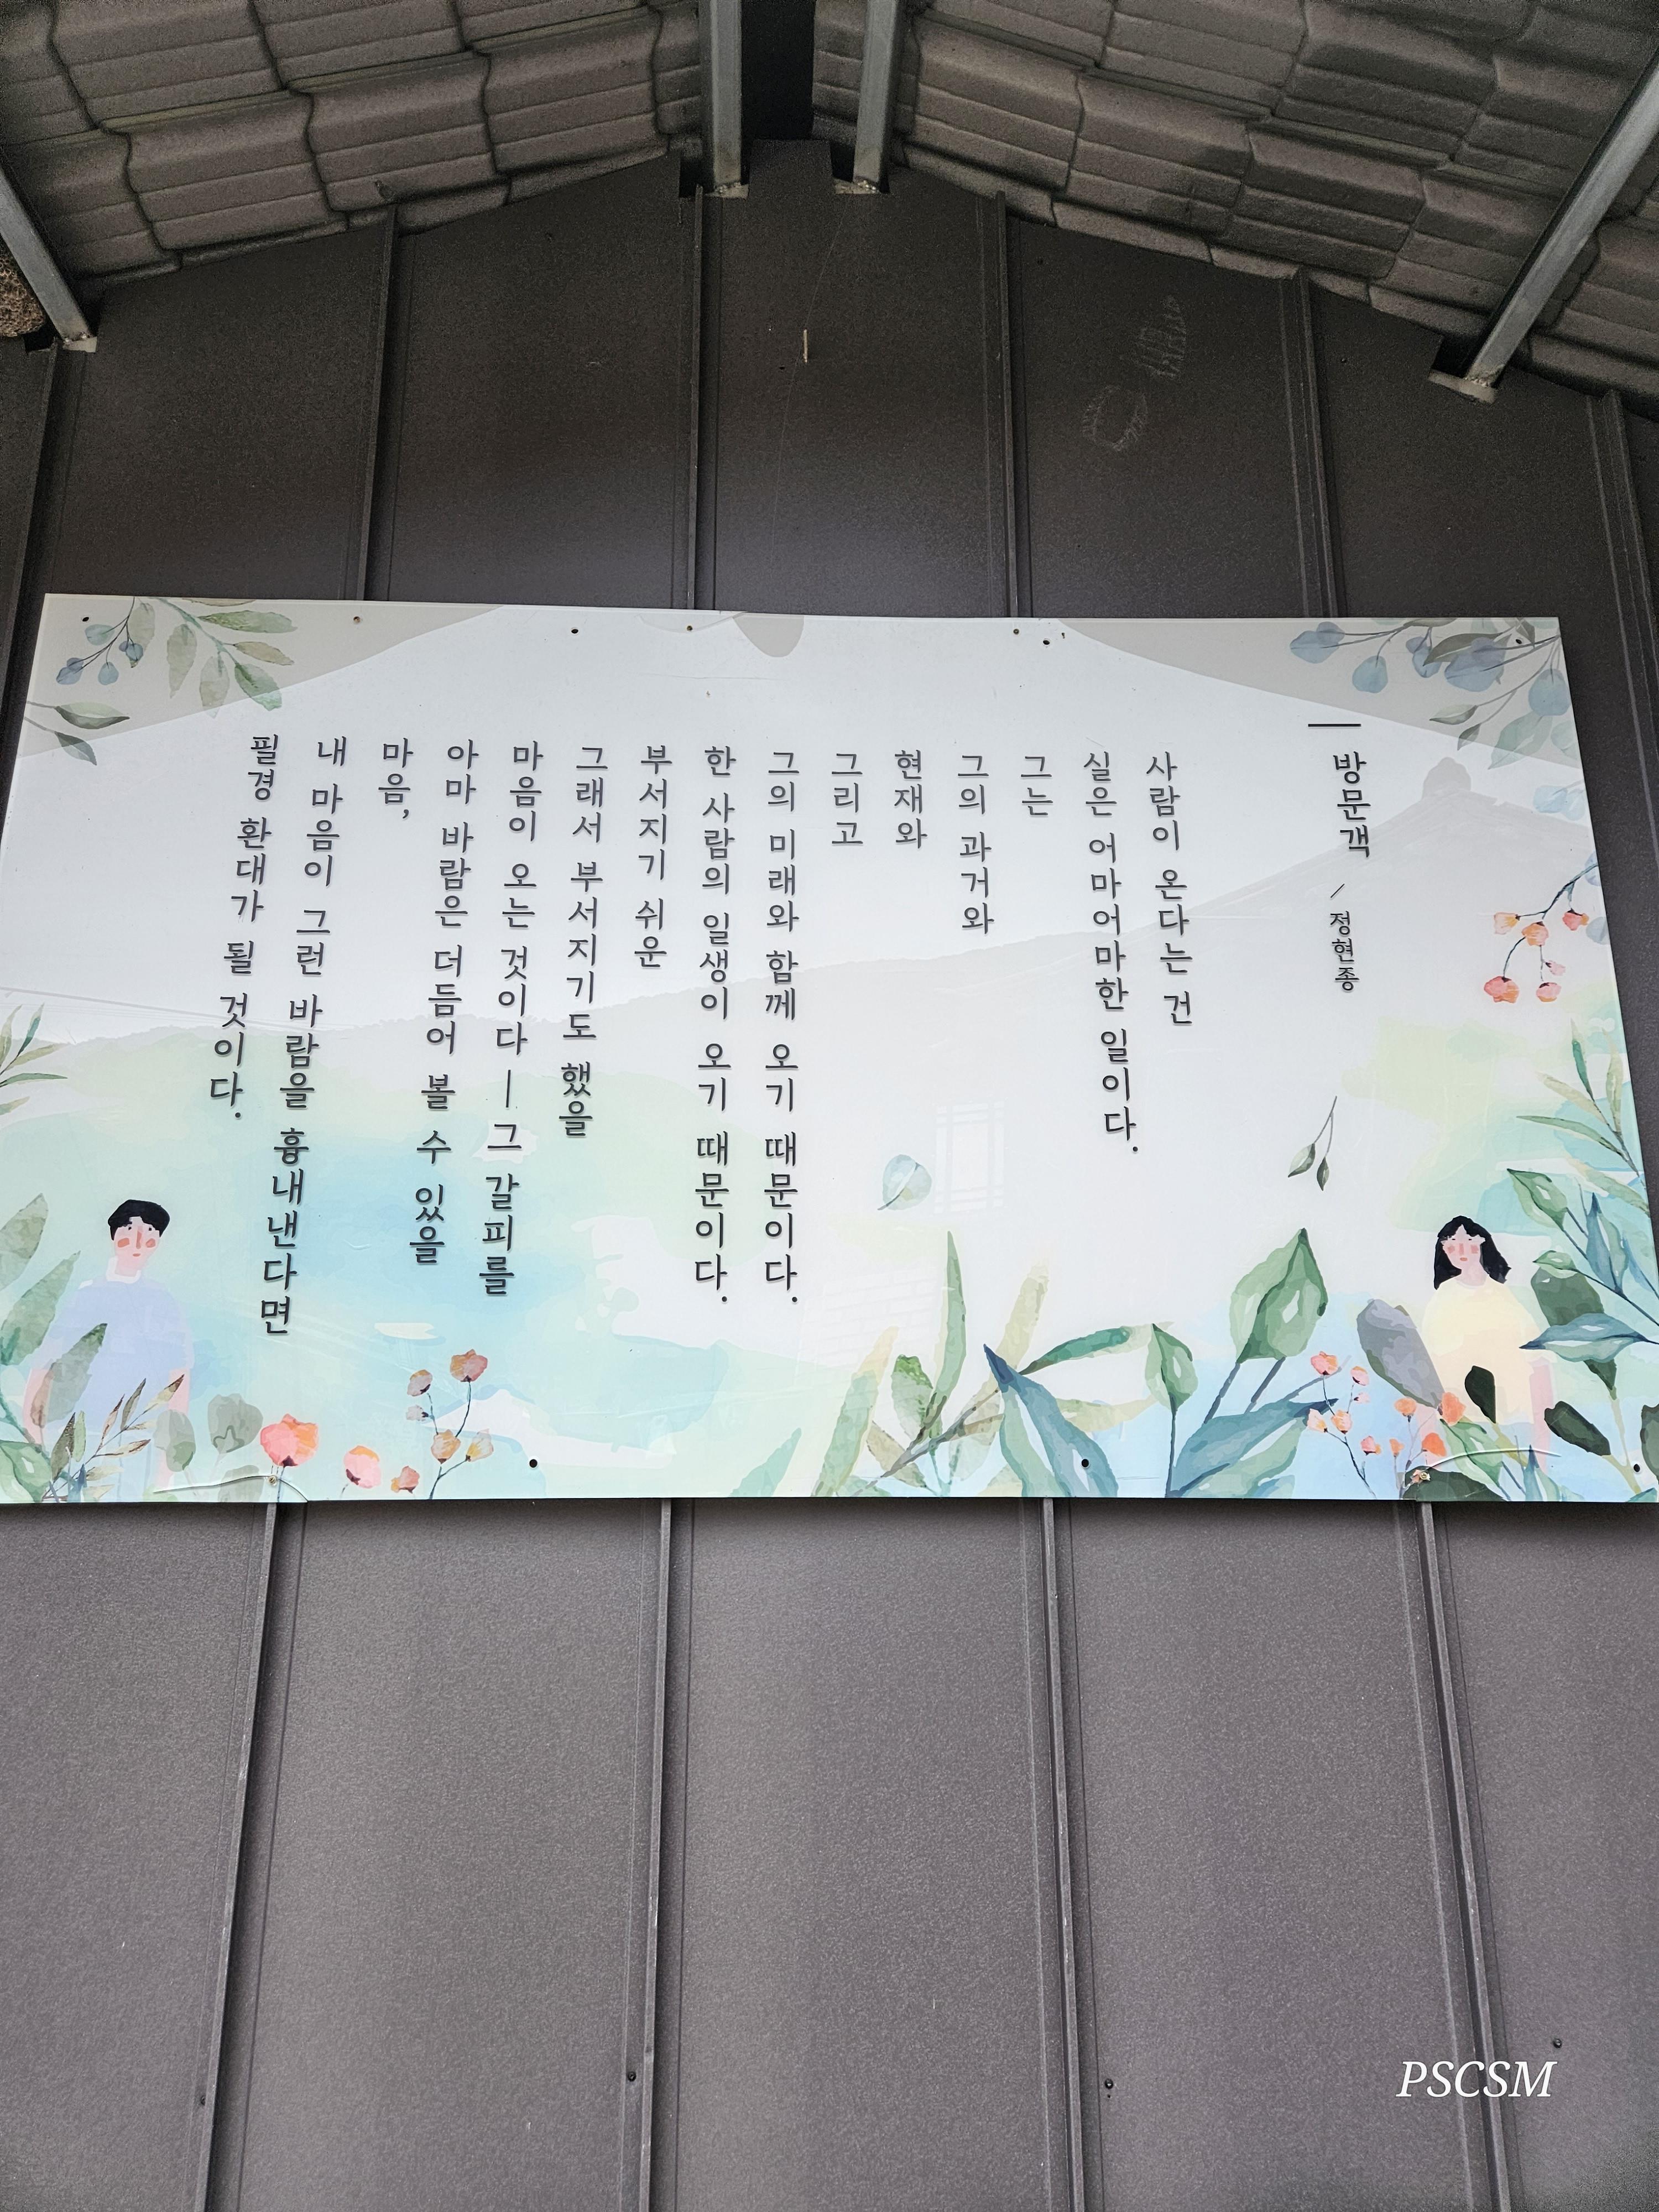 방문객 / 정현종
사람이 온다는 건
실은 어마어마한 일이다.
그는
그의 과거와
현재와
그리고
그의 미래와 함께 오기 때문이다.
한 사람의 일생이 오기 때문이다.
부서지기 쉬운
그래서 부서지기도 했을
마음이 오는 것이다ㅡ그 갈피를
아마 바람은 더듬어 볼 수 있을
마음,
내 마음이 그런 바람을 흉내낸다면
필경 환대가 될 것이다.
PSCSM